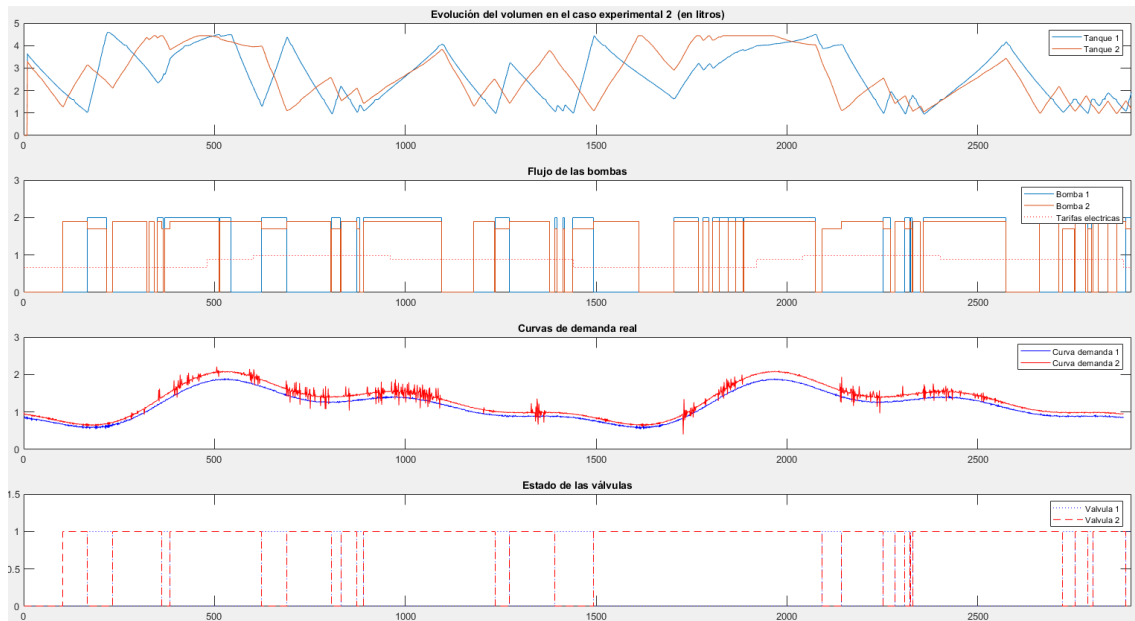 Evolución del volumen en el caso experimental 2 (en litros)
5
4
3
2
1
0
0 500 1000 1500 2000 2500
Tanque 1
Tanque 2
Flujo de las bombas
3
2
1
0
0 500 1000 1500 2000 2500
Bomba 1
Bomba 2
Tarifas electricas
Curvas de demanda real
3
2
1
0
0 500 1000 1500 2000 2500
Curva demanda 1
Curva demanda 2
Estado de las válvulas
1.5
1
0.5
0
0 500 1000 1500 2000 2500
Valvula 1
Valvula 2